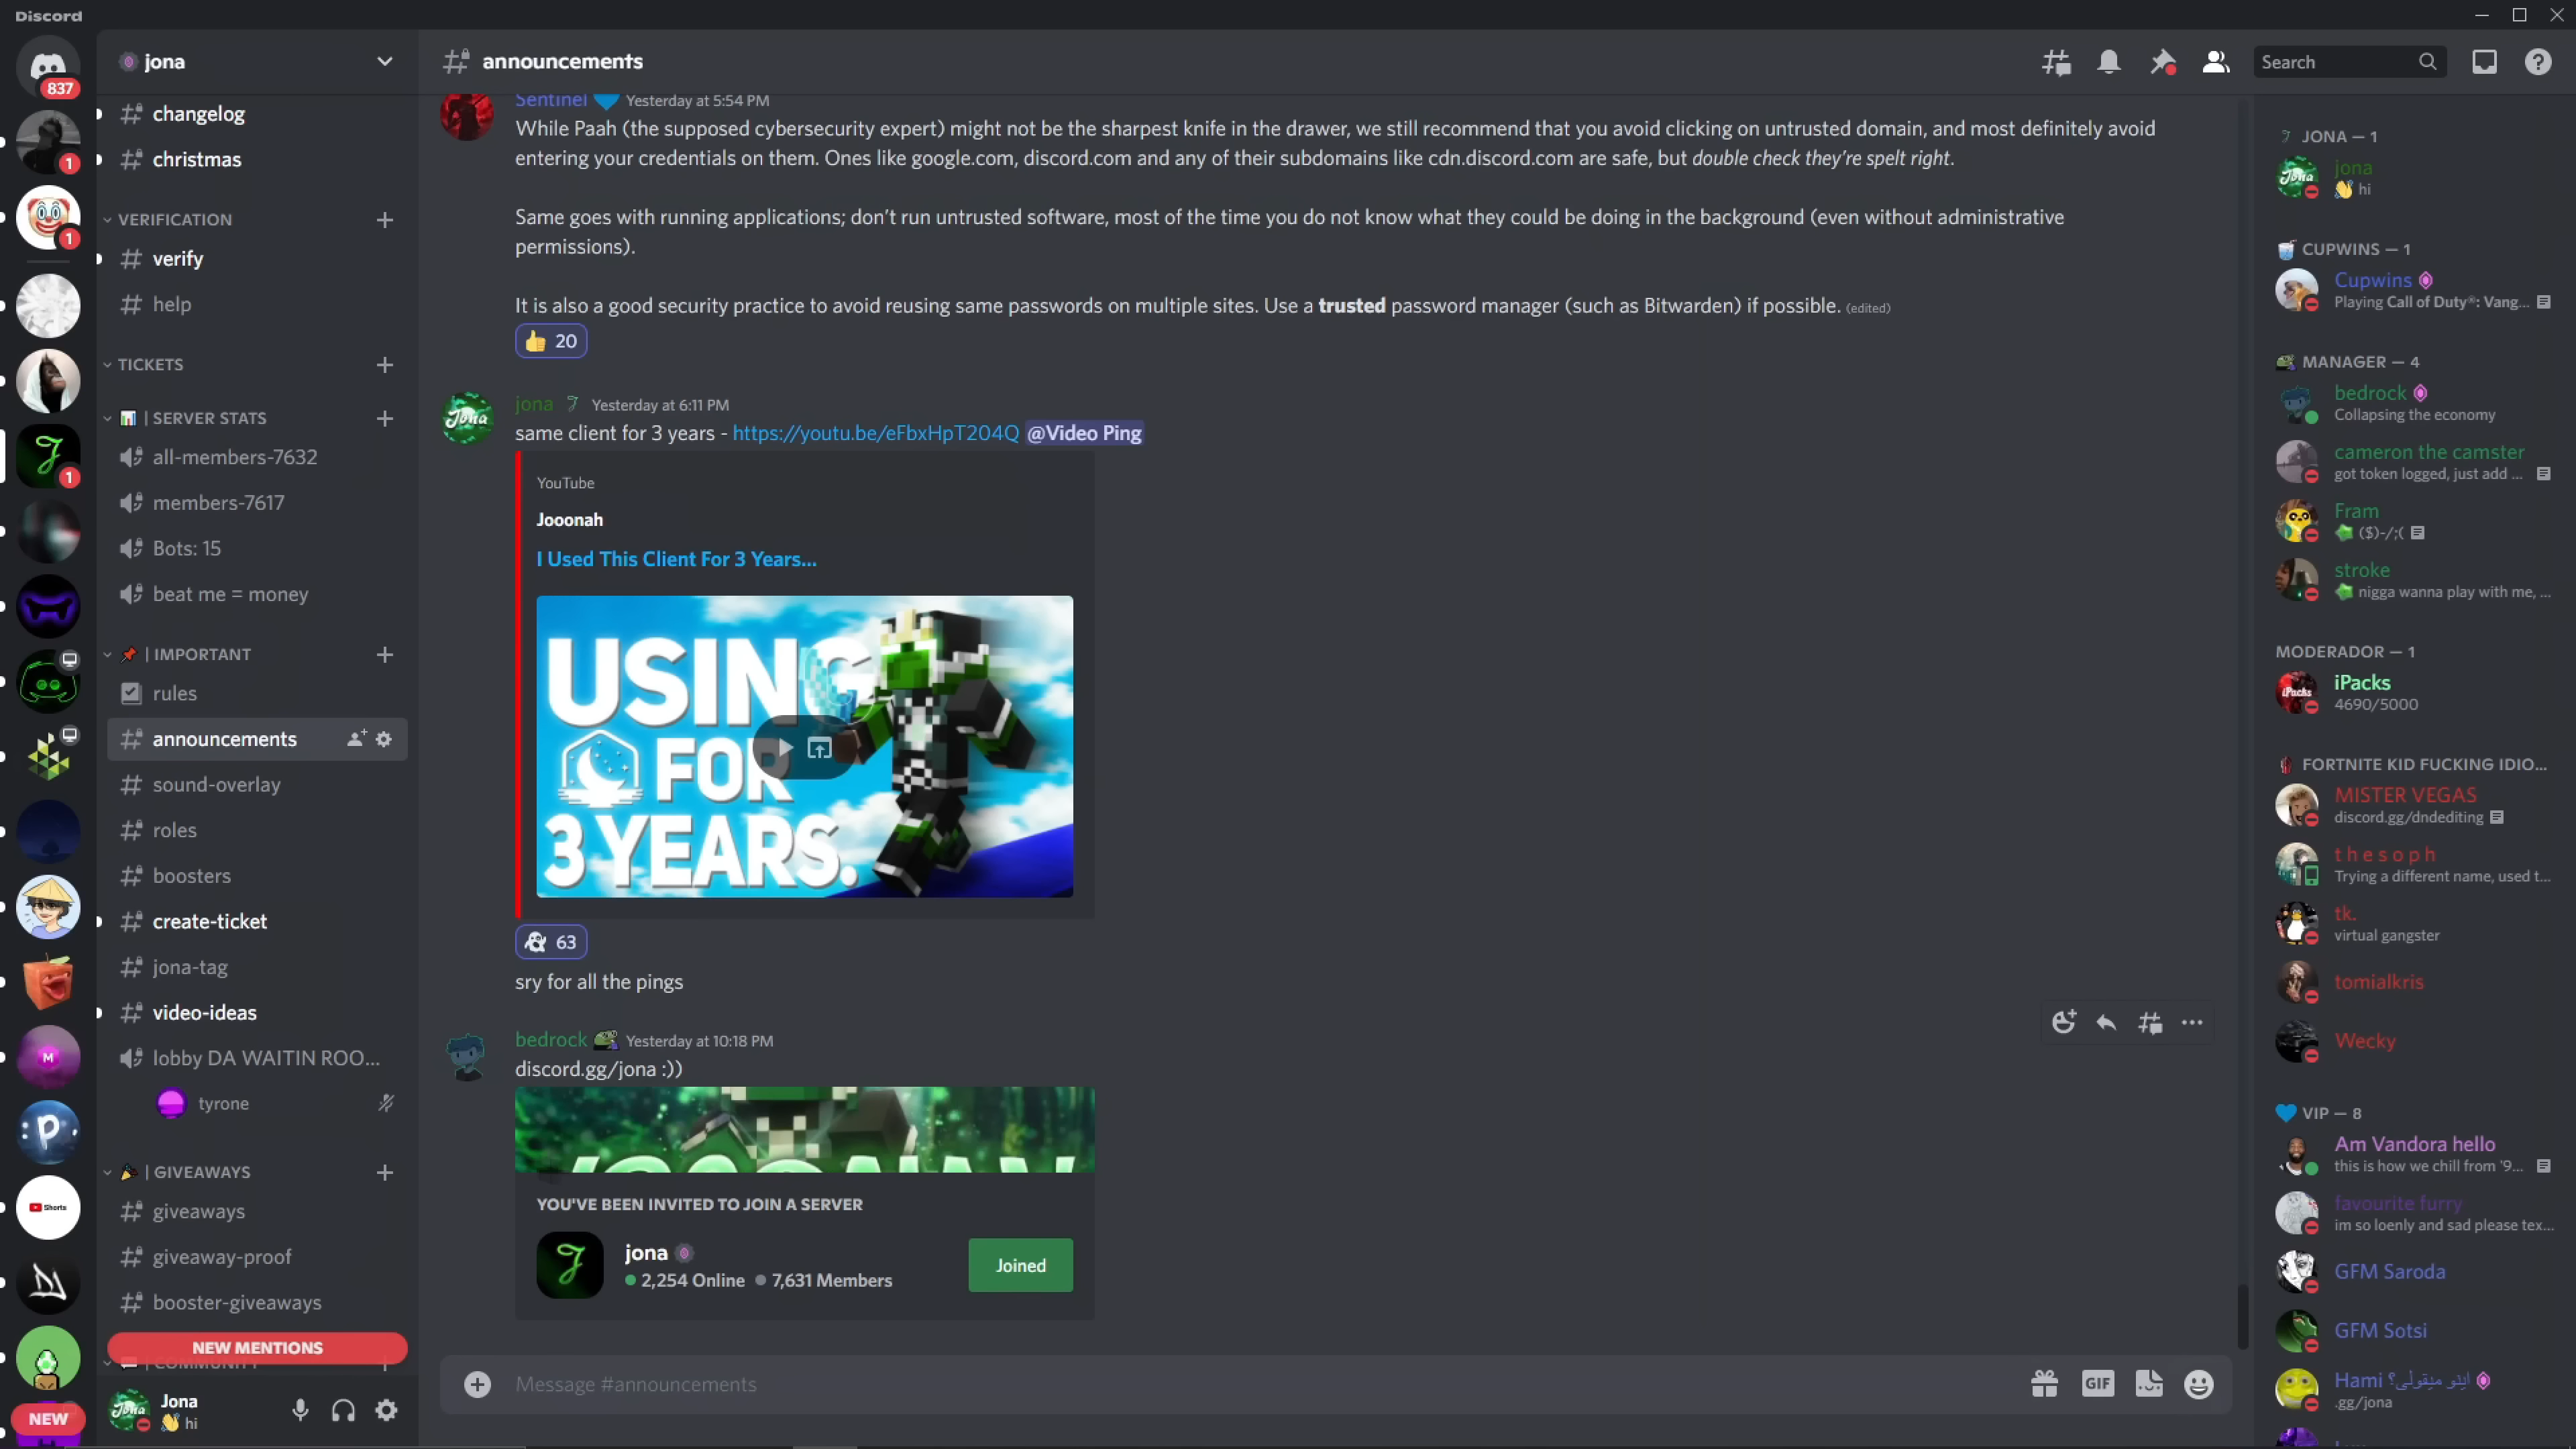 Discord
837
1
1
1
M
:P.
Shorts
NEW
jona
changelog
christmas
VERIFICATION
verify
help
TICKETS
| SERVER STATS
all-members-7632
members-7617
Bots: 15
beat me = money
| IMPORTANT
rules
announcements
sound-overlay
roles
boosters
create-ticket
jona-tag
video-ideas
lobby DA WAITIN ROO...
tyrone
| GIVEAWAYS
giveaways
giveaway-proof
booster-giveaways
NEW MENTIONS
Jona
hi
announcements
Search
Sentinel Yesterday at 5:54 PM
While Paah (the supposed cybersecurity expert) might not be the sharpest knife in the drawer, we still recommend that you avoid clicking on untrusted domain, and most definitely avoid
entering your credentials on them. Ones like google.com, discord.com and any of their subdomains like cdn.discord.com are safe, but double check they're spelt right.
Same goes with running applications; don't run untrusted software, most of the time you do not know what they could be doing in the background (even without administrative
permissions).
It is also a good security practice to avoid reusing same passwords on multiple sites. Use a trusted password manager (such as Bitwarden) if possible. (edited)
20
jona Yesterday at 6:11 PM
same client for 3 years - https://youtu.be/eFbxHpT204Q @Video Ping
YouTube
Jooonah
I Used This Client For 3 Years...
USING
FOR
3 YEARS.
63
sry for all the pings
bedrock Yesterday at 10:18 PM
discord.gg/jona :))
YOU'VE BEEN INVITED TO JOIN A SERVER
jona
2,254 Online 7,631 Members
Joined
Message #announcements
GIF
JONA — 1
jona
hi
CUPWINS — 1
Cupwins
Playing Call of Duty®: Vang...
MANAGER — 4
bedrock
Collapsing the economy
cameron the camster
got token logged, just add ...
Fram
($)-/;(
stroke
nigga wanna play with me, ...
MODERADOR — 1
iPacks
4690/5000
FORTNITE KID FUCKING IDIO...
MISTER VEGAS
discord.gg/dndediting
t h e s o p h
Trying a different name, used t...
tk.
virtual gangster
tomialkris
Wecky
VIP — 8
Am Vandora hello
this is how we chill from '9...
favourite furry
im so loenly and sad please tex...
GFM Saroda
GFM Sotsi
Hami
.gg/jona